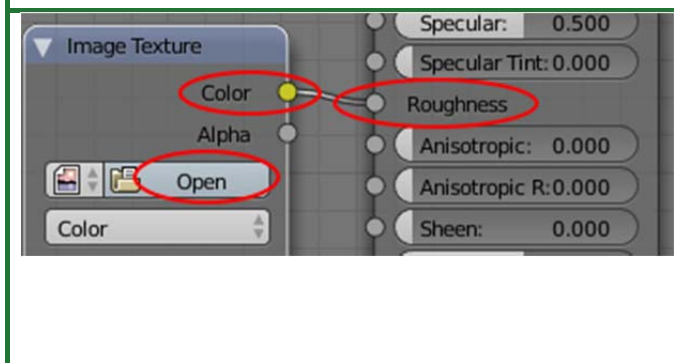 Image Texture
Color
Alpha
Open
Color
Specular: 0.500
Specular Tint: 0.000
Roughness
Anisotropic: 0.000
Anisotropic R: 0.000
Sheen: 0.000